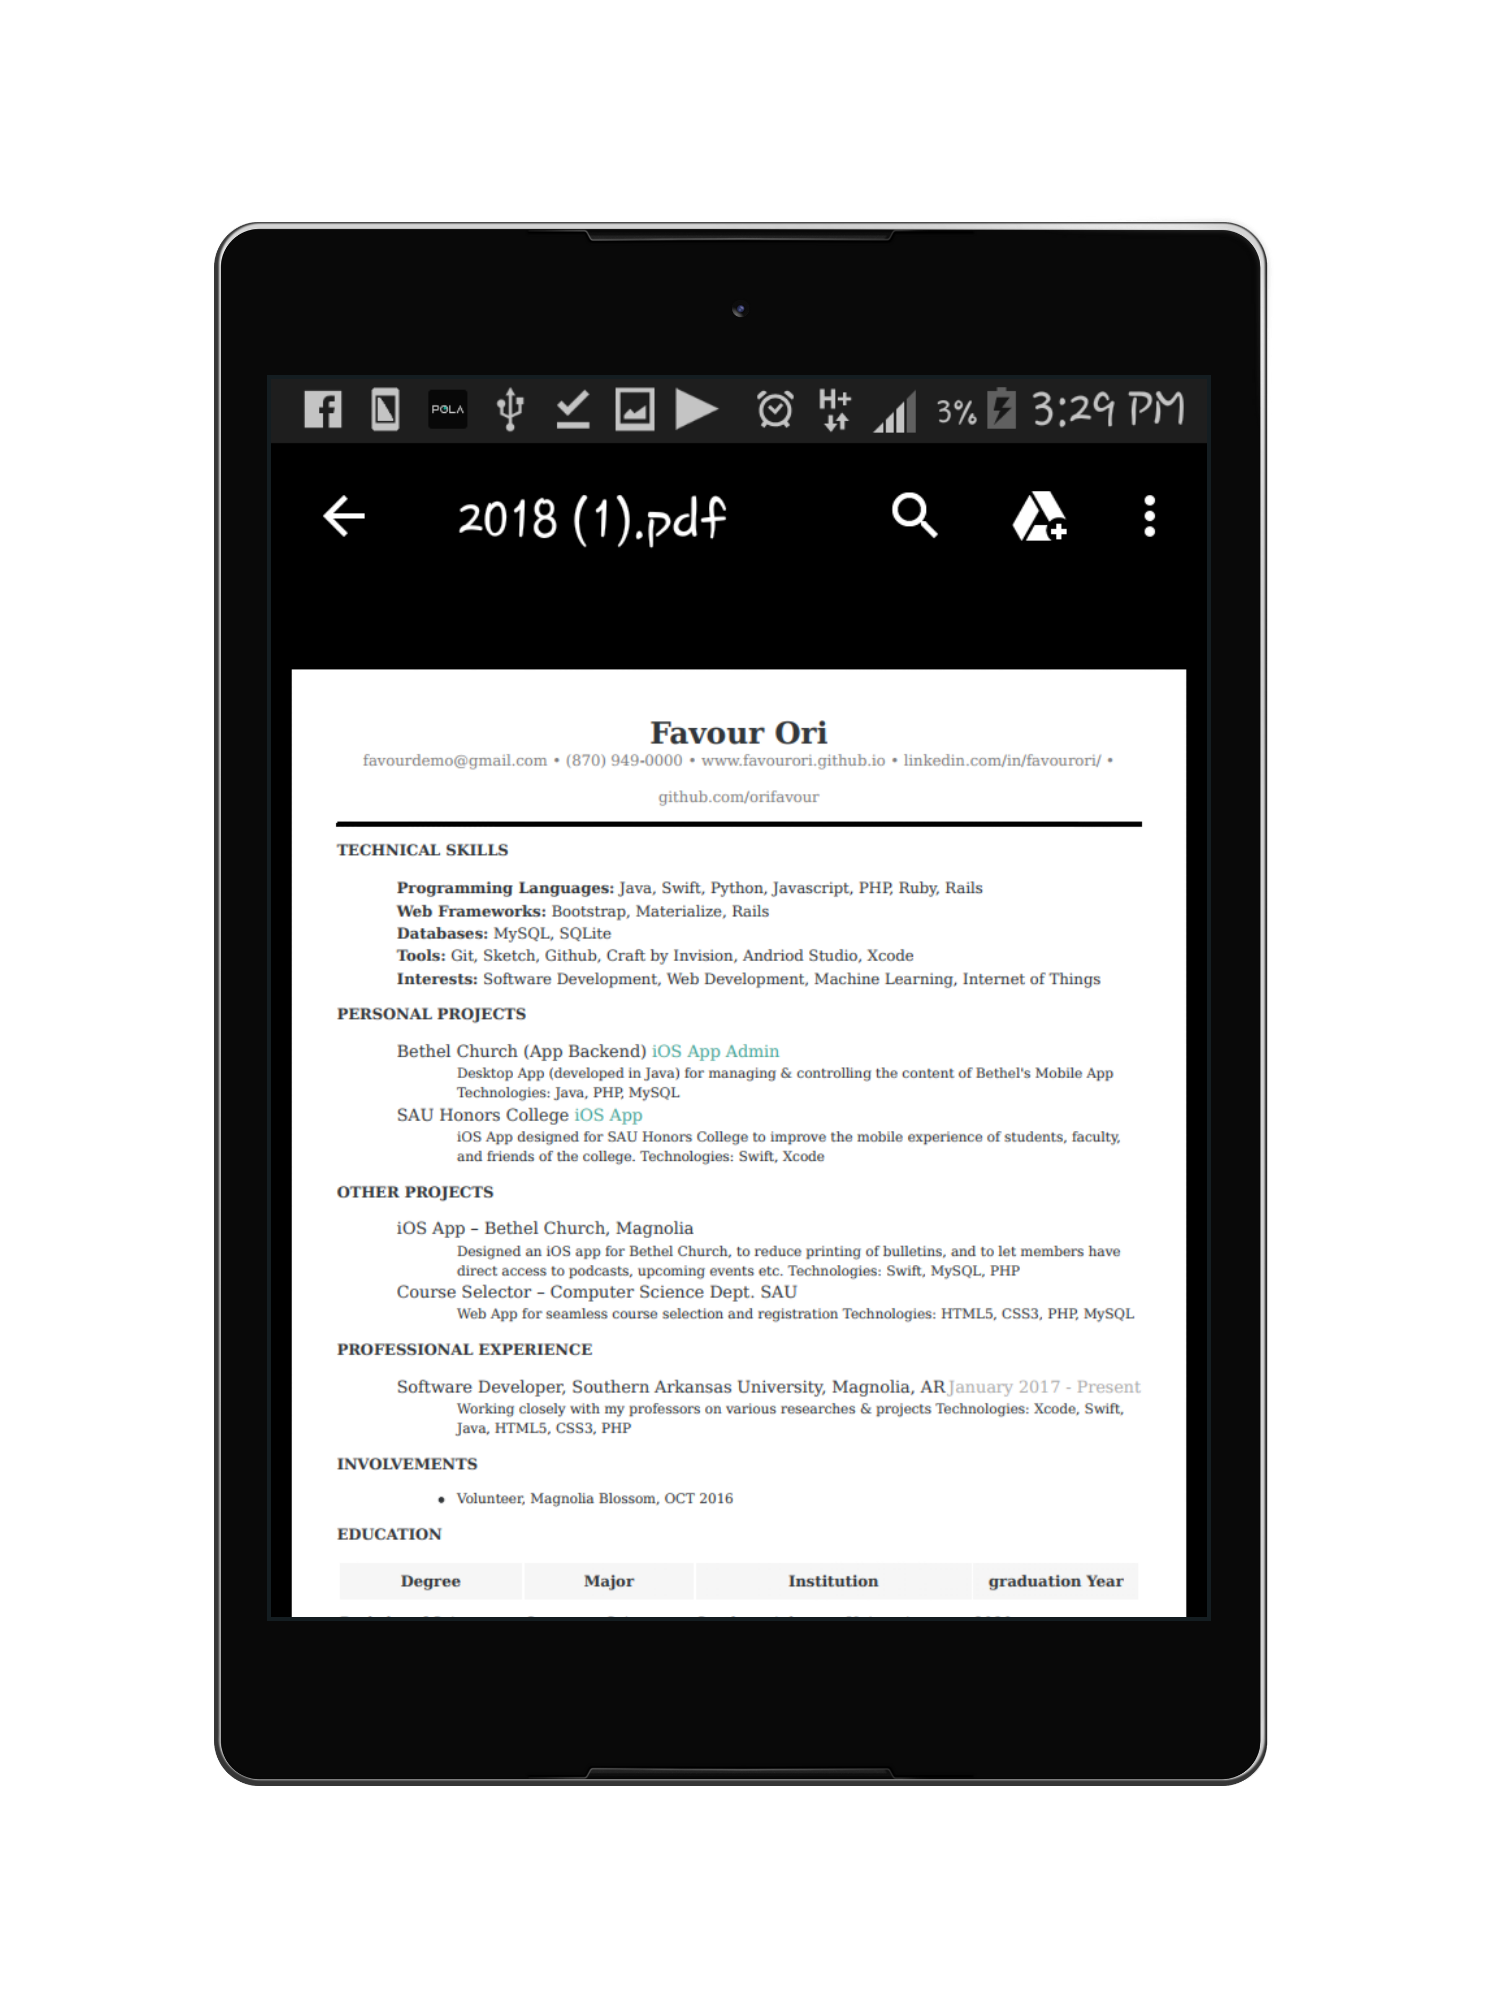 POLA H+ 3% 3:29 PM
2018 (1).pdf
Favour Ori
favourdemo@gmail.com • (870) 949-0000 • www.favourori.github.io • linkedin.com/in/favourori/ •
github.com/orifavour
TECHNICAL SKILLS
Programming Languages: Java, Swift, Python, Javascript, PHP, Ruby, Rails
Web Frameworks: Bootstrap, Materialize, Rails
Databases: MySQL, SQLite
Tools: Git, Sketch, Github, Craft by Invision, Andriod Studio, Xcode
Interests: Software Development, Web Development, Machine Learning, Internet of Things
PERSONAL PROJECTS
Bethel Church (App Backend) iOS App Admin
Desktop App (developed in Java) for managing & controlling the content of Bethel's Mobile App
Technologies: Java, PHP, MySQL
SAU Honors College iOS App
iOS App designed for SAU Honors College to improve the mobile experience of students, faculty,
and friends of the college. Technologies: Swift, Xcode
OTHER PROJECTS
iOS App – Bethel Church, Magnolia
Designed an iOS app for Bethel Church, to reduce printing of bulletins, and to let members have
direct access to podcasts, upcoming events etc. Technologies: Swift, MySQL, PHP
Course Selector – Computer Science Dept. SAU
Web App for seamless course selection and registration Technologies: HTML5, CSS3, PHP, MySQL
PROFESSIONAL EXPERIENCE
Software Developer, Southern Arkansas University, Magnolia, AR January 2017 - Present
Working closely with my professors on various researches & projects Technologies: Xcode, Swift,
Java, HTML5, CSS3, PHP
INVOLVEMENTS
• Volunteer, Magnolia Blossom, OCT 2016
EDUCATION
Degree Major Institution graduation Year